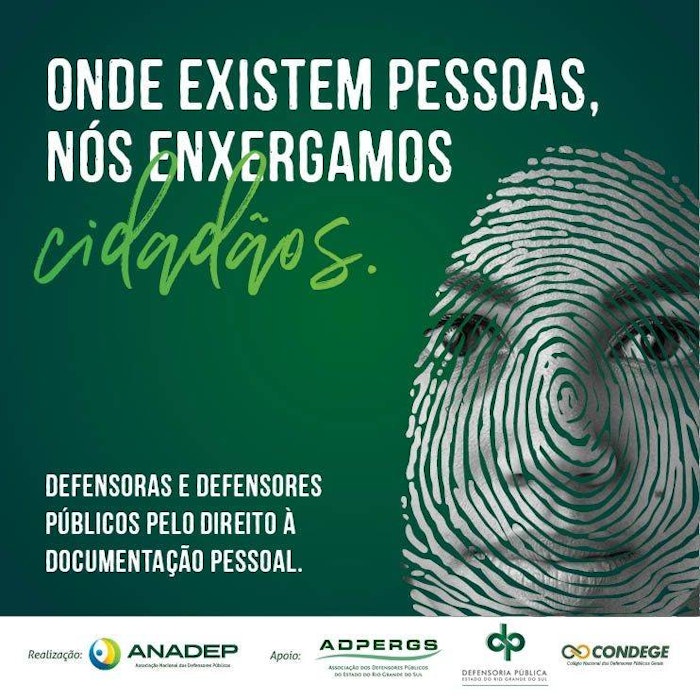 ONDE EXISTEM PESSOAS,
NÓS ENXERGAMOS
cidadãos.
DEFENSORAS E DEFENSORES
PÚBLICOS PELO DIREITO À
DOCUMENTAÇÃO PESSOAL.
Realização:
ANADEP
Associação Nacional das Defensoras e Defensores Públicos
Apoio:
ADPERGS
ASSOCIAÇÃO DOS DEFENSORES PÚBLICOS
DO ESTADO DO RIO GRANDE DO SUL
DEFENSORIA PÚBLICA
ESTADO DO RIO GRANDE DO SUL
CONDEGE
Colégio Nacional dos Defensores Públicos Gerais